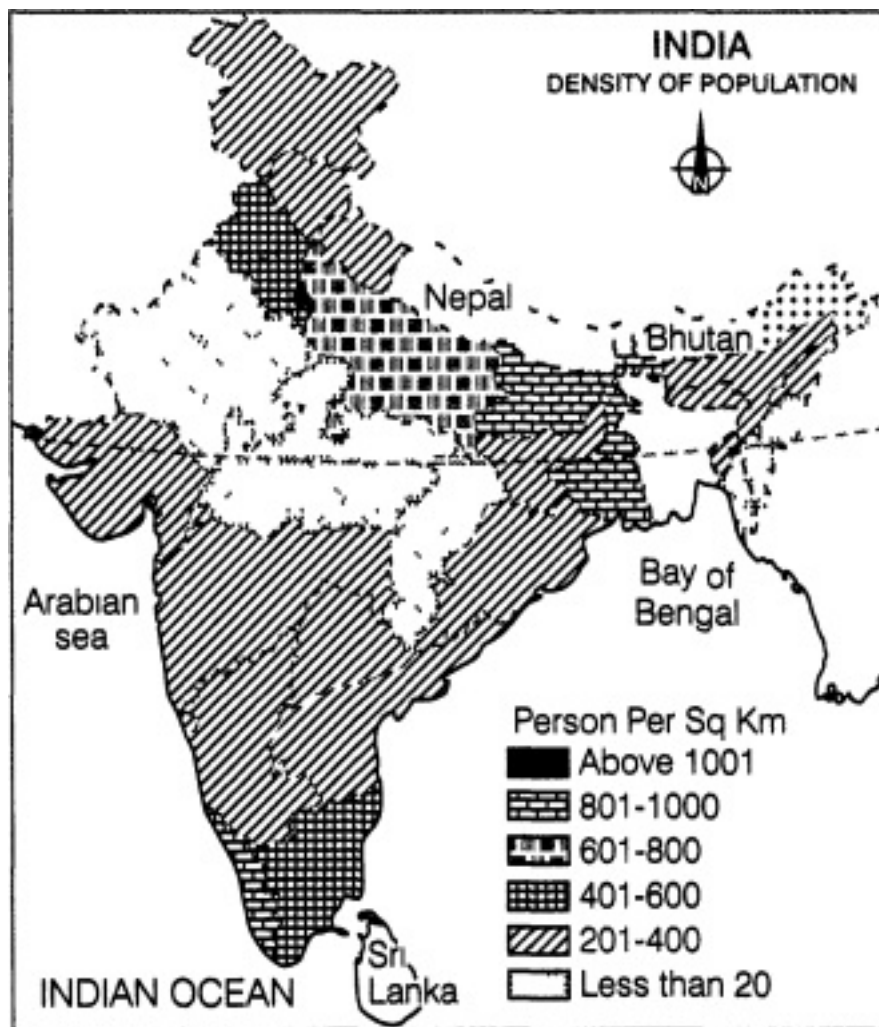 INDIA
DENSITY OF POPULATION
N
Nepal
Bhutan
Arabian
sea
Bay of
Bengal
Person Per Sq Km
Above 1001
801-1000
601-800
401-600
201-400
Less than 20
Sri
Lanka
INDIAN OCEAN